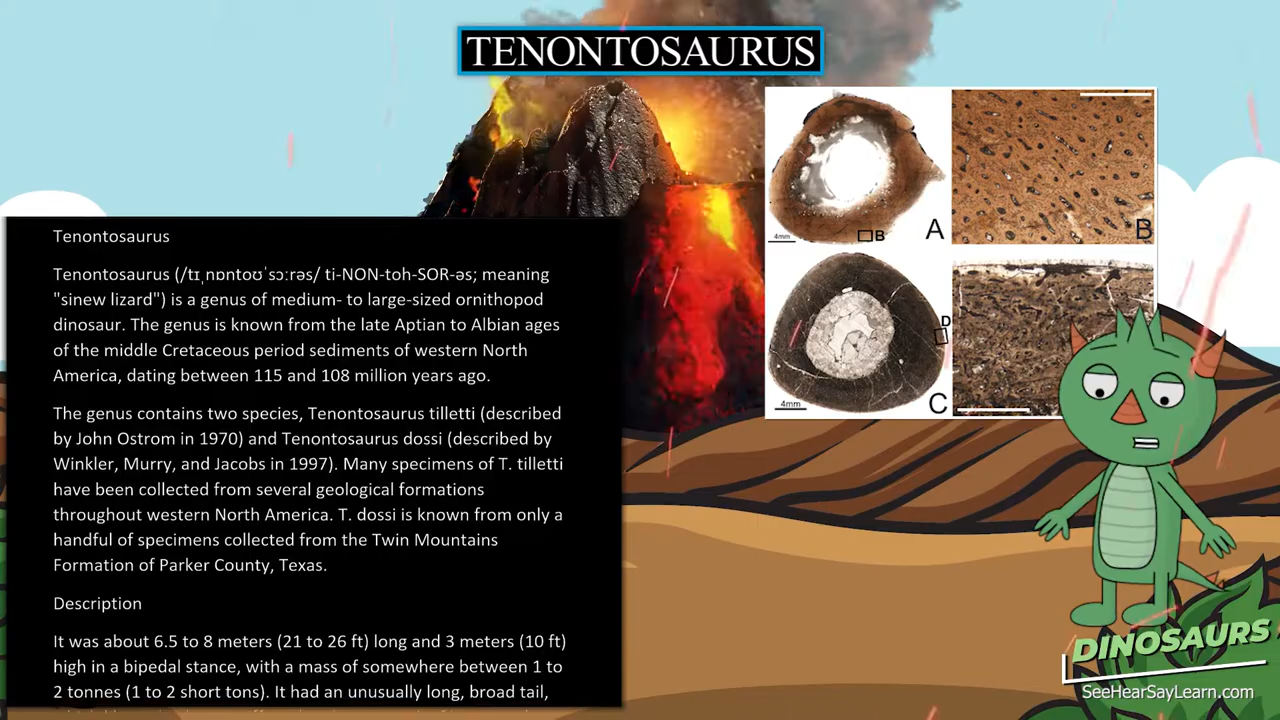 TENONTOSAURUS
Tenontosaurus
Tenontosaurus (/tɪˌnɒntoʊˈsɔːrəs/ ti-NON-toh-SOR-əs; meaning
"sinew lizard") is a genus of medium- to large-sized ornithopod
dinosaur. The genus is known from the late Aptian to Albian ages
of the middle Cretaceous period sediments of western North
America, dating between 115 and 108 million years ago.
The genus contains two species, Tenontosaurus tilletti (described
by John Ostrom in 1970) and Tenontosaurus dossi (described by
Winkler, Murry, and Jacobs in 1997). Many specimens of T. tilletti
have been collected from several geological formations
throughout western North America. T. dossi is known from only a
handful of specimens collected from the Twin Mountains
Formation of Parker County, Texas.
Description
It was about 6.5 to 8 meters (21 to 26 ft) long and 3 meters (10 ft)
high in a bipedal stance, with a mass of somewhere between 1 to
2 tonnes (1 to 2 short tons). It had an unusually long, broad tail,
4mm
B
A
B
D
4mm
C
DINOSAURS
SeeHearSayLearn.com